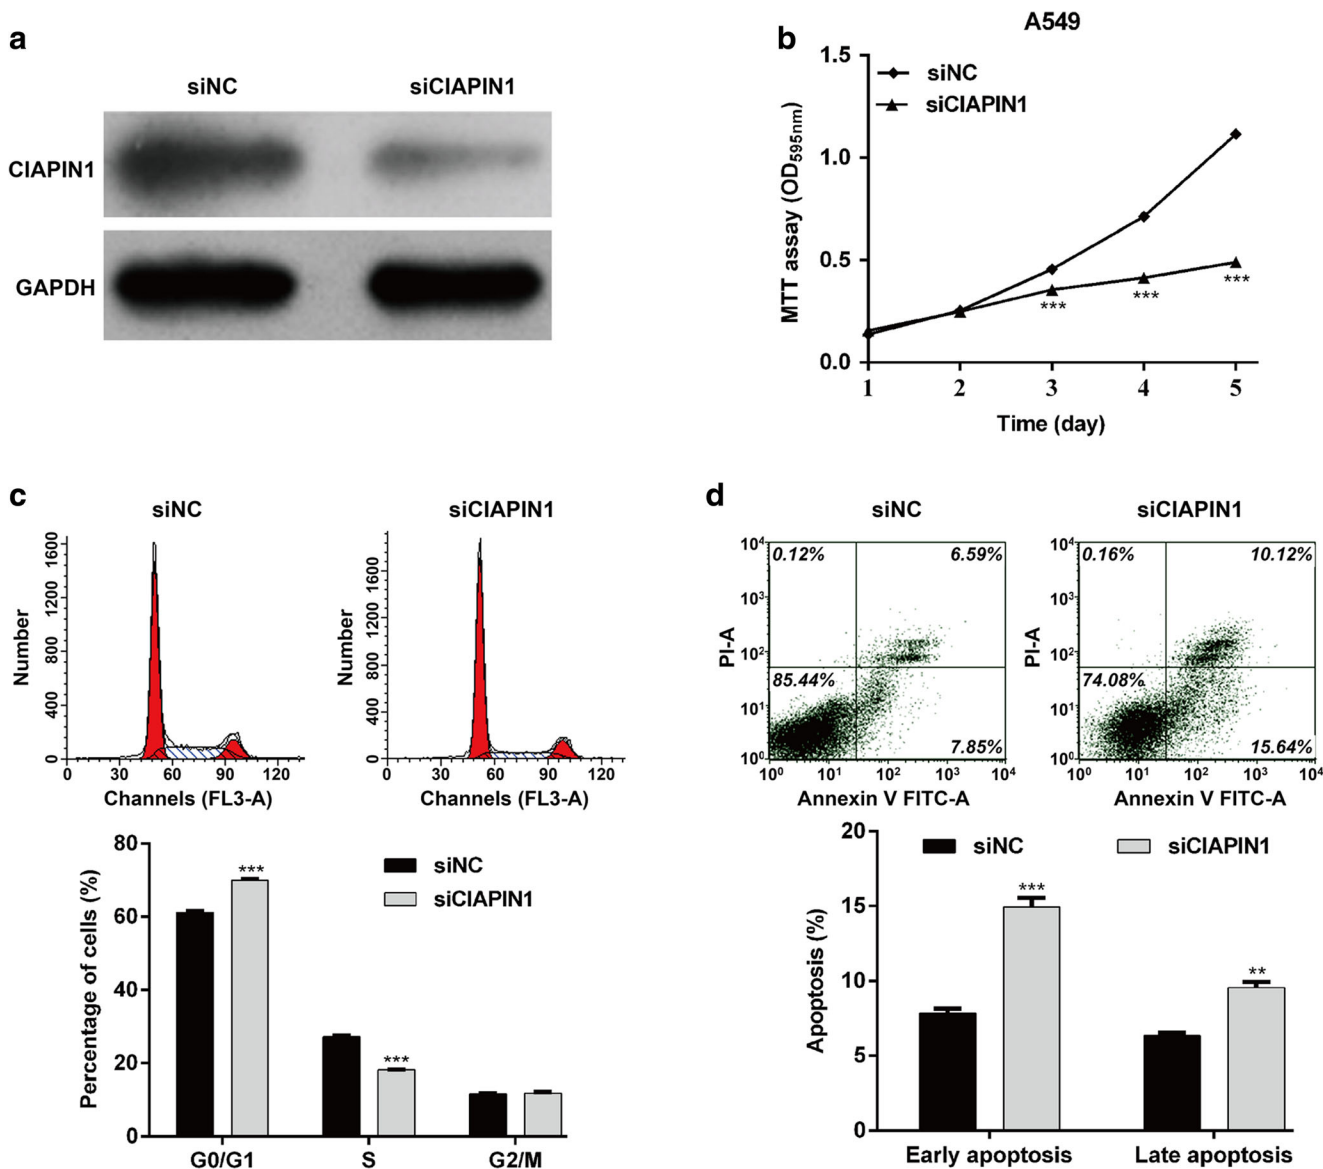 a
siNC siCIAPIN1
CIAPIN1
GAPDH
b
A549
siNC
siCIAPIN1
MTT assay (OD595nm)
1.5
1.0
0.5
0.0
*** *** ***
1 2 3 4 5
Time (day)
c
siNC
Number
1600
1200
800
400
0
0 30 60 90 120
Channels (FL3-A)
siCIAPIN1
Number
1600
1200
800
400
0
0 30 60 90 120
Channels (FL3-A)
Percentage of cells (%)
80
60
40
20
0
siNC
siCIAPIN1
***
***
G0/G1 S G2/M
d
siNC
PI-A
10⁴
10³
10²
10¹
10⁰
0.12% 6.59%
85.44%
7.85%
10⁰ 10¹ 10² 10³ 10⁴
Annexin V FITC-A
siCIAPIN1
PI-A
10⁴
10³
10²
10¹
10⁰
0.16% 10.12%
74.08%
15.64%
10⁰ 10¹ 10² 10³ 10⁴
Annexin V FITC-A
Apoptosis (%)
20
15
10
5
0
siNC siCIAPIN1
***
**
Early apoptosis Late apoptosis